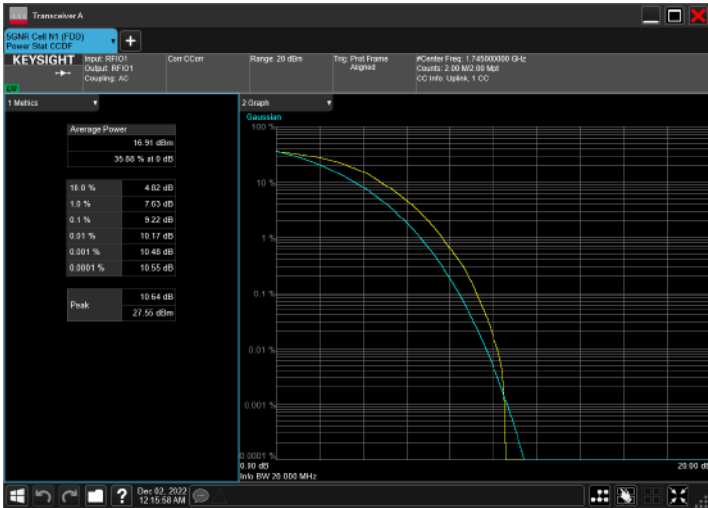 Transceiver A
5GNR Cell N1 (FDD)
Power Stat CCDF
KEYSIGHT
Input: RFIO1
Output: RFIO1
Coupling: AC
Corr CCorr
Range: 20 dBm
Trig: Prot Frame
Aligned
#Center Freq: 1.745000000 GHz
Counts: 2.00 M/2.00 Mpt
CC Info: Uplink, 1 CC
1 Metrics
Average Power
16.91 dBm
35.88 % at 0 dB
10.0 % 4.82 dB
1.0 % 7.63 dB
0.1 % 9.22 dB
0.01 % 10.17 dB
0.001 % 10.48 dB
0.0001 % 10.55 dB
Peak
10.64 dB
27.55 dBm
2 Graph
Gaussian
100 %
10 %
1 %
0.1 %
0.01 %
0.001 %
0.0001 %
0.00 dB
20.00 dB
Info BW 20.000 MHz
Dec 02, 2022
12:15:58 AM